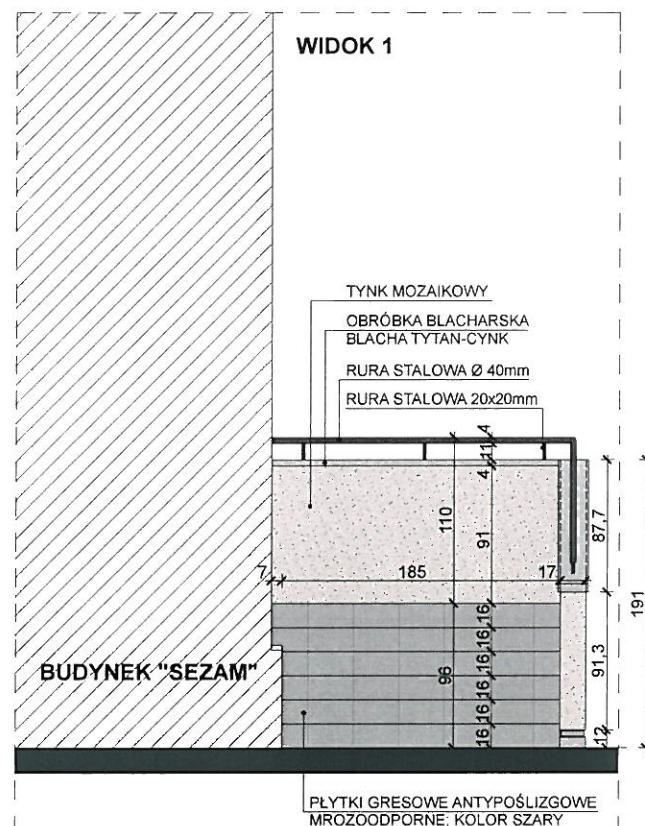 WIDOK 1
TYNK MOZAIKOWY
OBRÓBKA BLACHARSKA
BLACHA TYTAN-CYNK
RURA STALOWA Ø 40mm
RURA STALOWA 20x20mm
4
11
4
110
91
87,7
7
185
17
191
16
16
16
16
16
16
96
91,3
12
BUDYNEK "SEZAM"
PŁYTKI GRESOWE ANTYPOŚLIZGOWE
MROZOODPORNE: KOLOR SZARY